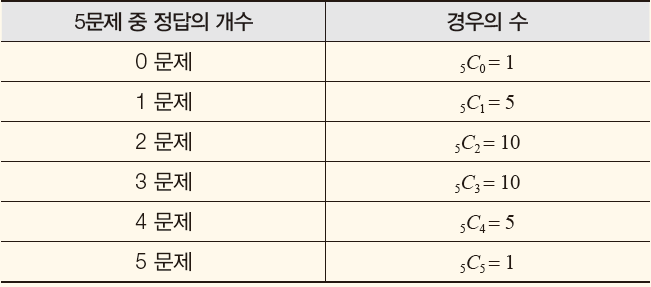 5문제 중 정답의 개수 경우의 수
0 문제 ₅C₀ = 1
1 문제 ₅C₁ = 5
2 문제 ₅C₂ = 10
3 문제 ₅C₃ = 10
4 문제 ₅C₄ = 5
5 문제 ₅C₅ = 1